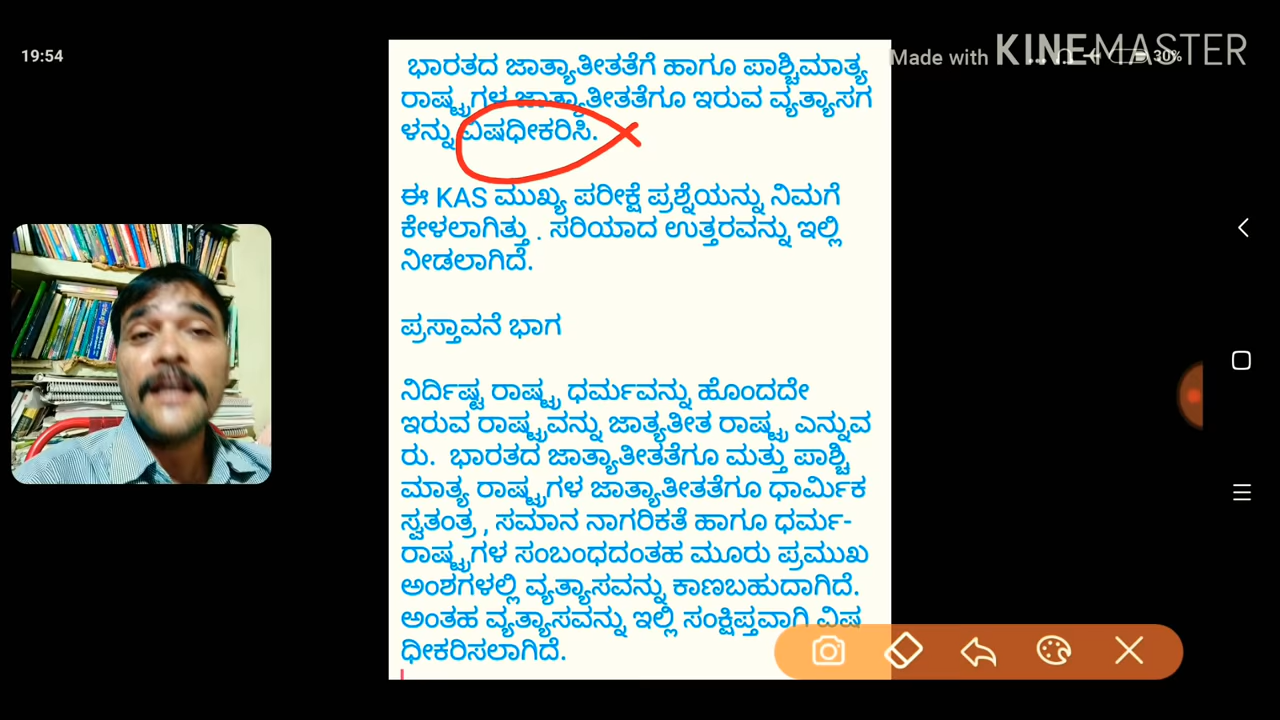 19:54
Made with KINEMASTER
30%
ಭಾರತದ ಜಾತ್ಯಾತೀತತೆಗೆ ಹಾಗೂ ಪಾಶ್ಚಿಮಾತ್ಯ
ರಾಷ್ಟ್ರಗಳ ಜಾತ್ಯಾತೀತತೆಗೂ ಇರುವ ವ್ಯತ್ಯಾಸಗ
ಳನ್ನು ವಿಷಧೀಕರಿಸಿ.
ಈ KAS ಮುಖ್ಯ ಪರೀಕ್ಷೆ ಪ್ರಶ್ನೆಯನ್ನು ನಿಮಗೆ
ಕೇಳಲಾಗಿತ್ತು . ಸರಿಯಾದ ಉತ್ತರವನ್ನು ಇಲ್ಲಿ
ನೀಡಲಾಗಿದೆ.
ಪ್ರಸ್ತಾವನೆ ಭಾಗ
ನಿರ್ದಿಷ್ಟ ರಾಷ್ಟ್ರ ಧರ್ಮವನ್ನು ಹೊಂದದೇ
ಇರುವ ರಾಷ್ಟ್ರವನ್ನು ಜಾತ್ಯತೀತ ರಾಷ್ಟ್ರ ಎನ್ನುವ
ರು. ಭಾರತದ ಜಾತ್ಯಾತೀತತೆಗೂ ಮತ್ತು ಪಾಶ್ಚಿ
ಮಾತ್ಯ ರಾಷ್ಟ್ರಗಳ ಜಾತ್ಯಾತೀತತೆಗೂ ಧಾರ್ಮಿಕ
ಸ್ವತಂತ್ರ , ಸಮಾನ ನಾಗರಿಕತೆ ಹಾಗೂ ಧರ್ಮ-
ರಾಷ್ಟ್ರಗಳ ಸಂಬಂಧದಂತಹ ಮೂರು ಪ್ರಮುಖ
ಅಂಶಗಳಲ್ಲಿ ವ್ಯತ್ಯಾಸವನ್ನು ಕಾಣಬಹುದಾಗಿದೆ.
ಅಂತಹ ವ್ಯತ್ಯಾಸವನ್ನು ಇಲ್ಲಿ ಸಂಕ್ಷಿಪ್ತವಾಗಿ ವಿಷ
ಧೀಕರಿಸಲಾಗಿದೆ.